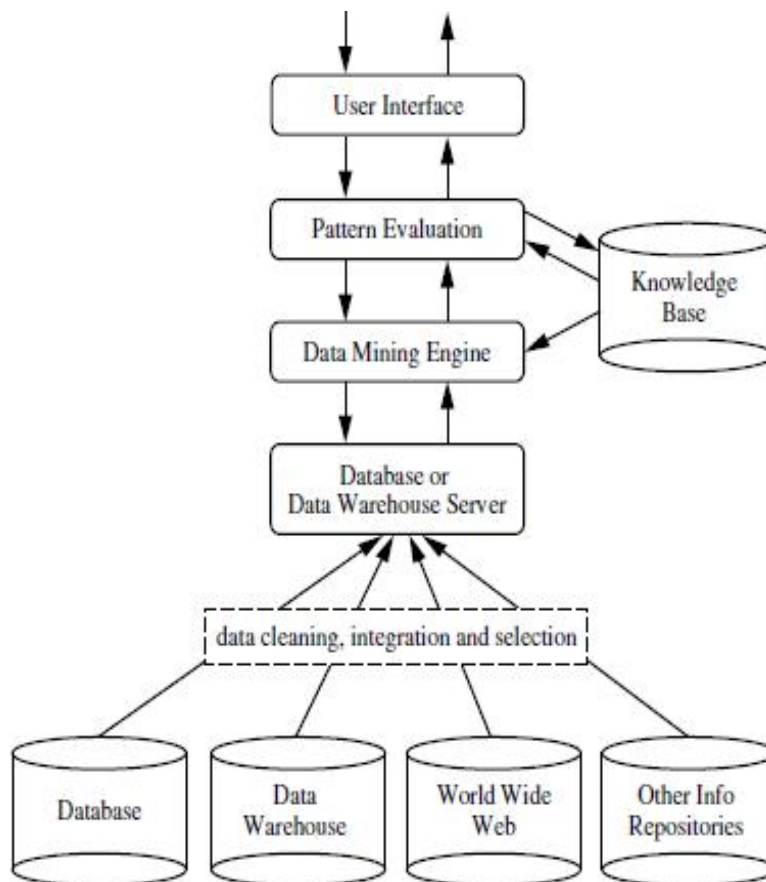 User Interface
Pattern Evaluation
Knowledge
Base
Data Mining Engine
Database or
Data Warehouse Server
data cleaning, integration and selection
Database
Data
Warehouse
World Wide
Web
Other Info
Repositories